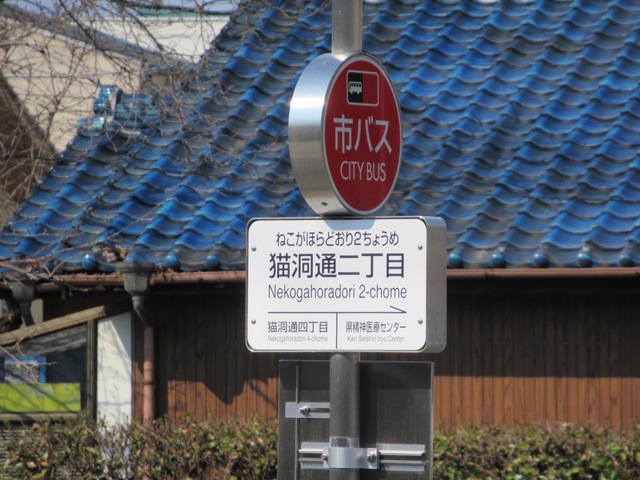 市バス
CITY BUS
ねこがほらどおり2ちょうめ
猫洞通二丁目
Nekogahoradori 2-chome
猫洞通四丁目
Nekogahoradori 4-chome
県精神医療センター
Ken Seishin Iryo Center